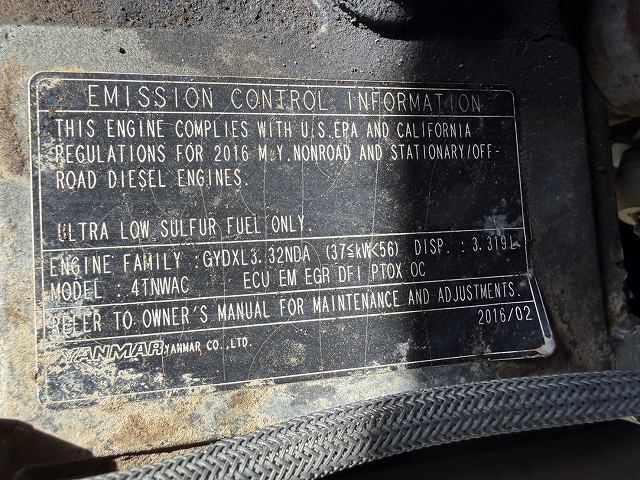 EMISSION CONTROL INFORMATION
THIS ENGINE COMPLIES WITH U.S.EPA AND CALIFORNIA
REGULATIONS FOR 2016 M.Y.NONROAD AND STATIONARY/OFF-
ROAD DIESEL ENGINES.
ULTRA LOW SULFUR FUEL ONLY.
ENGINE FAMILY :GYDXL3.32NDA (37≤kW<56) DISP. : 3.319L
MODEL : 4TNWAC ECU EM EGR DFI PTOX OC
REFER TO OWNER'S MANUAL FOR MAINTENANCE AND ADJUSTMENTS.
2016/02
YANMAR YANMAR CO.,LTD.